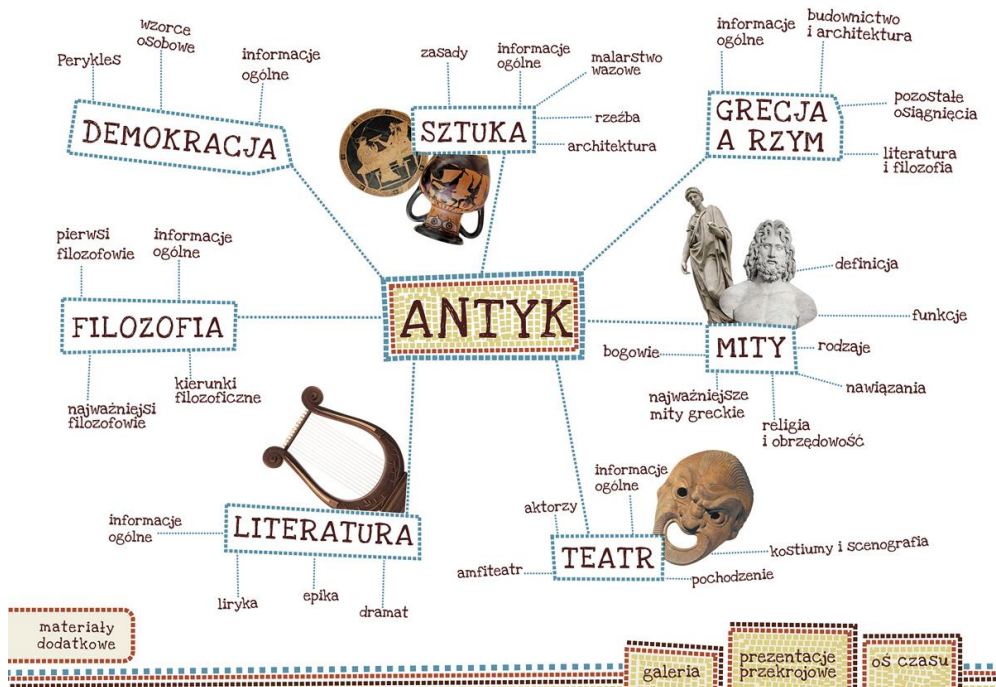 wzorce
osobowe
Perykles
informacje
ogólne
DEMOKRACJA
zasady
informacje
ogólne
malarstwo
wazowe
rzeźba
architektura
SZTUKA
informacje
ogólne
budownictwo
i architektura
pozostałe
osiągnięcia
literatura
i filozofia
GRECJA
A RZYM
pierwsi
filozofowie
informacje
ogólne
FILOZOFIA
najważniejsi
filozofowie
kierunki
filozoficzne
ANTYK
definicja
funkcje
rodzaje
nawiązania
bogowie
MITY
najważniejsze
mity greckie
religia
i obrzędowość
informacje
ogólne
LITERATURA
liryka
epika
dramat
informacje
ogólne
aktorzy
amfiteatr
TEATR
kostiumy i scenografia
pochodzenie
materiały
dodatkowe
galeria
prezentacje
przekrojowe
oś czasu